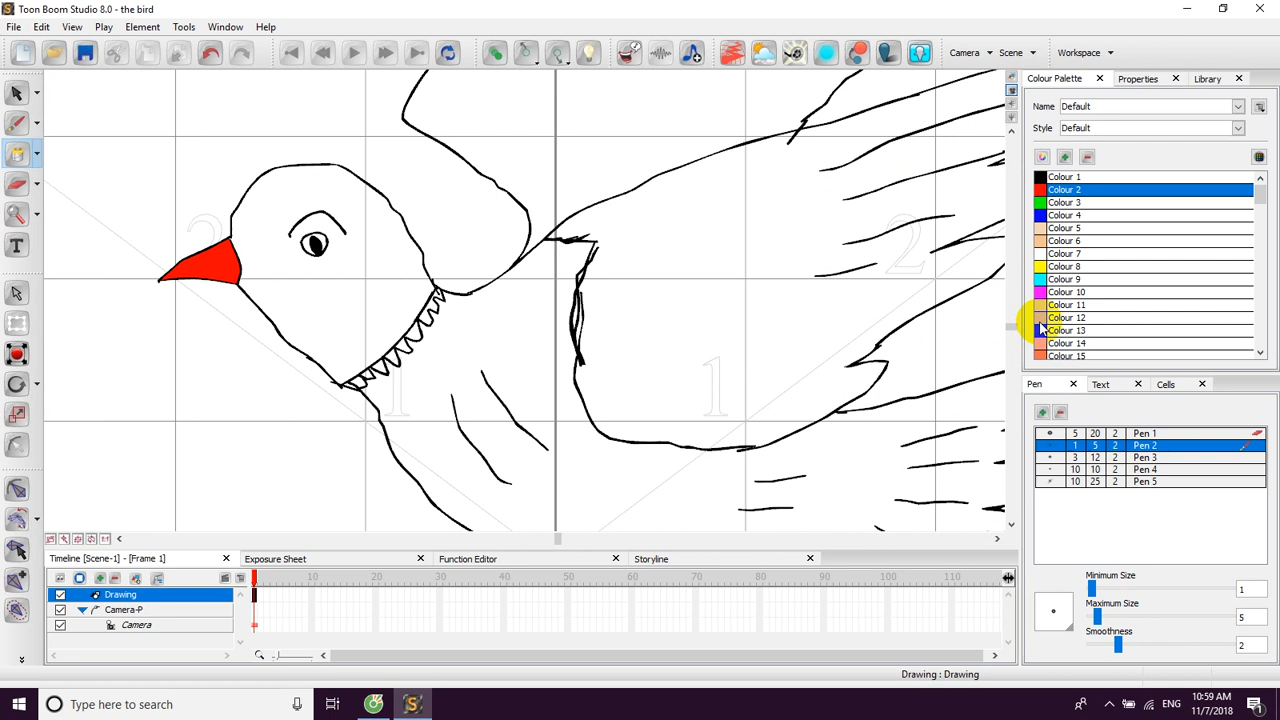 Toon Boom Studio 8.0 - the bird
File Edit View Play Element Tools Window Help
Camera Scene Workspace
Colour Palette Properties Library
Name Default
Style Default
Colour 1
Colour 2
Colour 3
Colour 4
Colour 5
Colour 6
Colour 7
Colour 8
Colour 9
Colour 10
Colour 11
Colour 12
Colour 13
Colour 14
Colour 15
2 2
1 1
Pen Text Cells
5 20 2 Pen 1
1 5 2 Pen 2
3 12 2 Pen 3
10 10 2 Pen 4
10 25 2 Pen 5
Minimum Size
1
Maximum Size
5
Smoothness
2
Timeline [Scene-1] - [Frame 1] Exposure Sheet Function Editor Storyline
10 20 30 40 50 60 70 80 90 100 110
Drawing
Camera-P
Camera
Drawing : Drawing
Type here to search
ENG
10:59 AM
11/7/2018
1